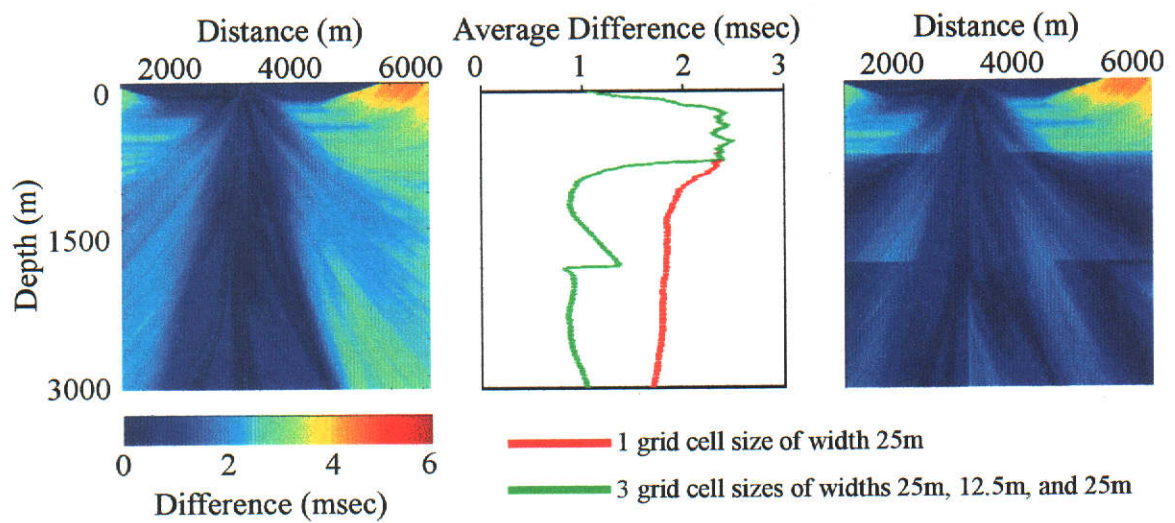 Distance (m)
2000 4000 6000
Average Difference (msec)
0 1 2 3
Distance (m)
2000 4000 6000
Depth (m)
0
1500
3000
0 2 4 6
Difference (msec)
1 grid cell size of width 25m
3 grid cell sizes of widths 25m, 12.5m, and 25m